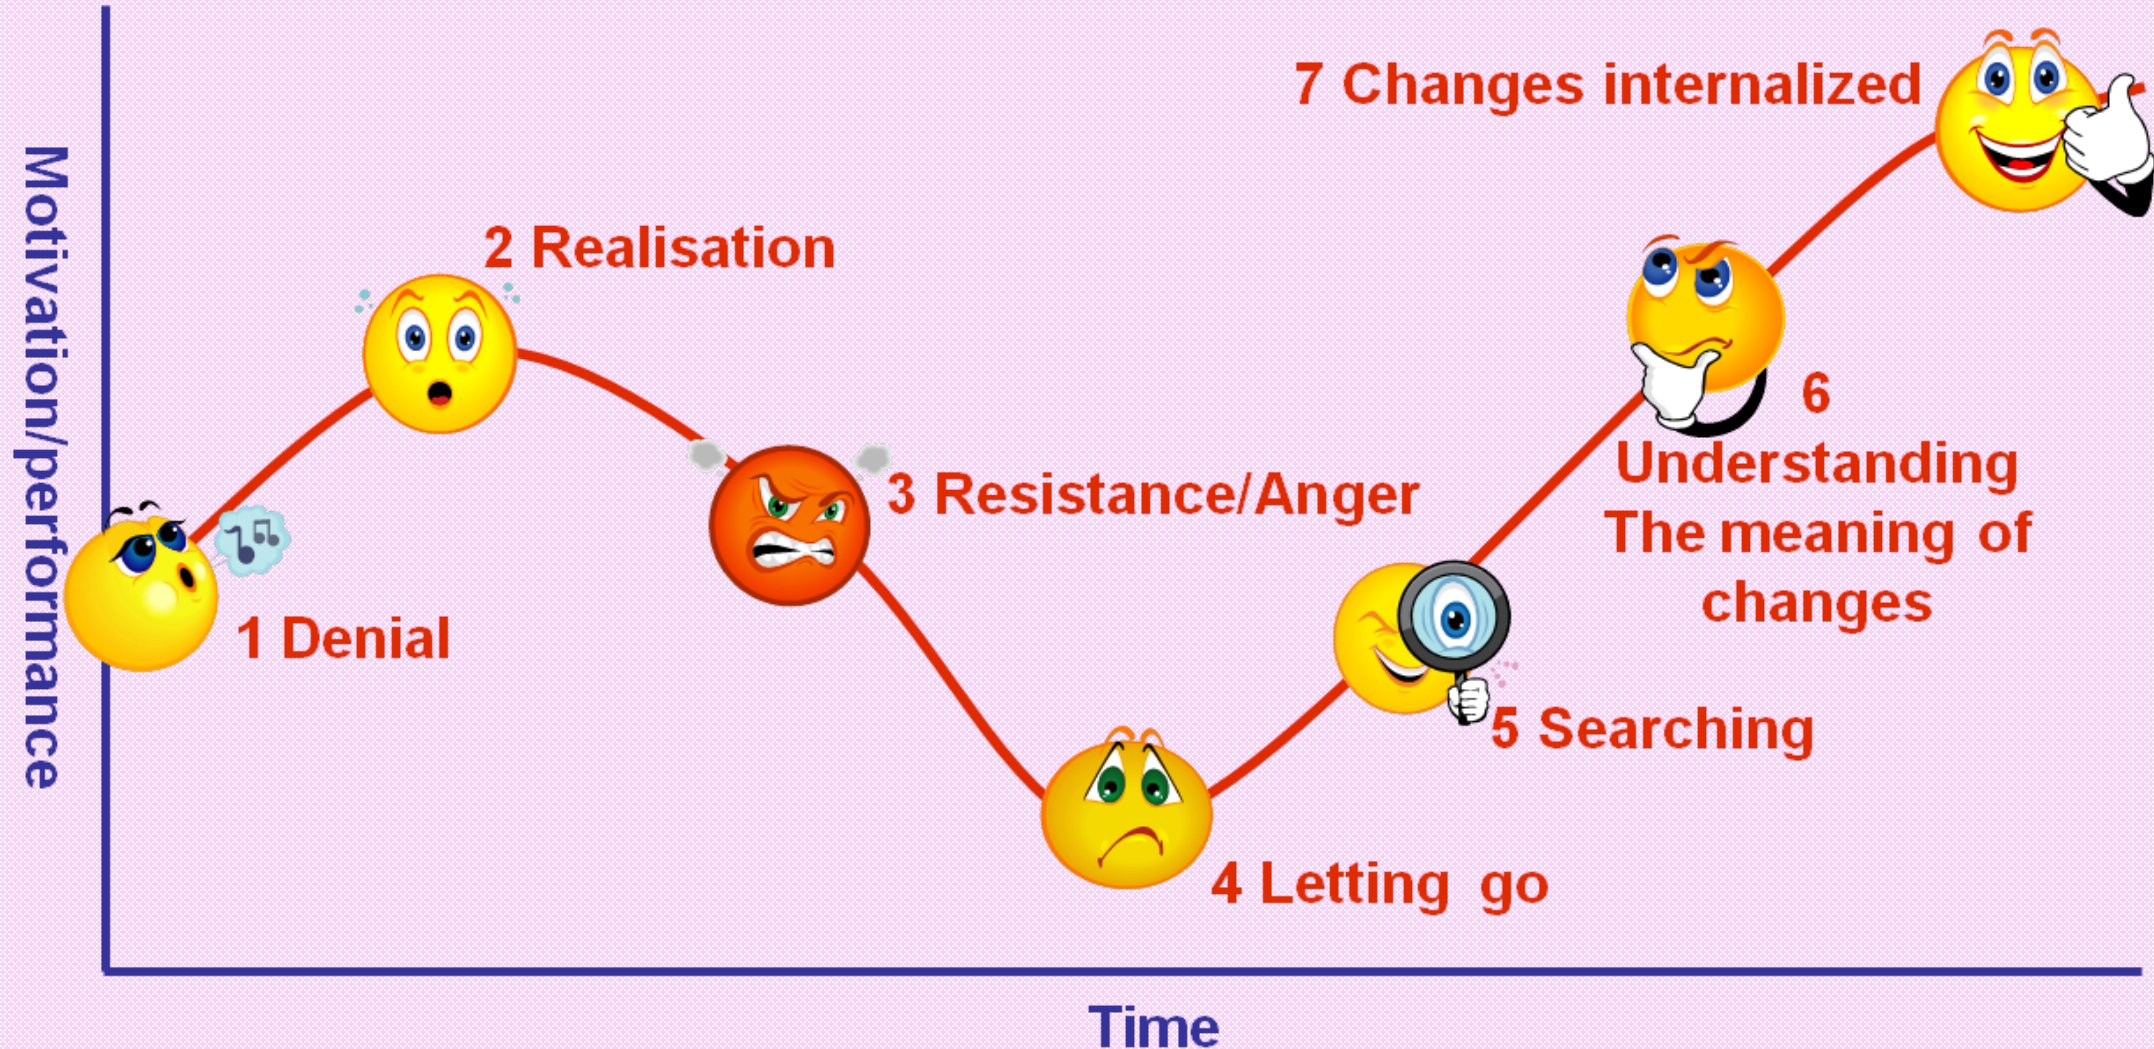 Motivation/performance
1 Denial
2 Realisation
3 Resistance/Anger
4 Letting go
5 Searching
6
Understanding
The meaning of
changes
7 Changes internalized
Time